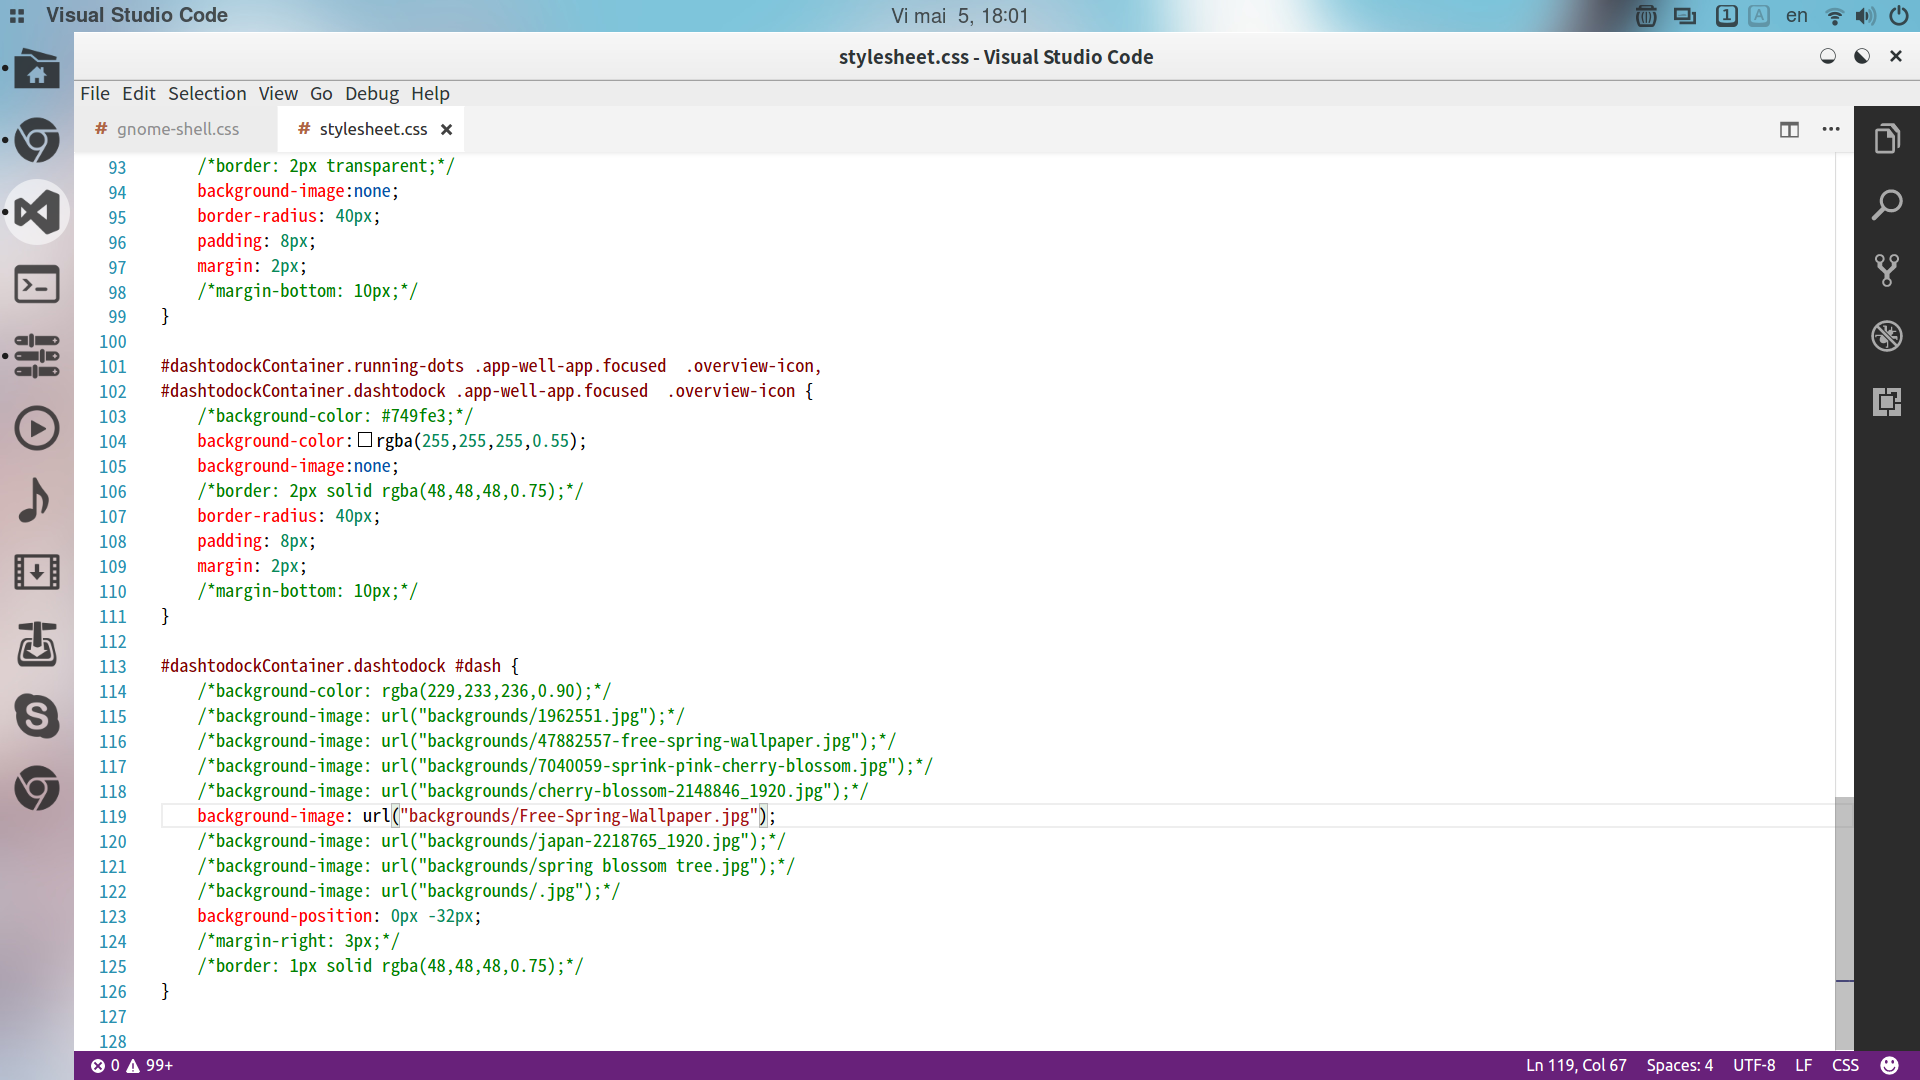 Visual Studio Code
Vi mai  5, 18:01
1
A
en
stylesheet.css - Visual Studio Code
File Edit Selection View Go Debug Help
# gnome-shell.css
# stylesheet.css
93 /*border: 2px transparent;*/
94 background-image:none;
95 border-radius: 40px;
96 padding: 8px;
97 margin: 2px;
98 /*margin-bottom: 10px;*/
99 }
100
101 #dashtodockContainer.running-dots .app-well-app.focused  .overview-icon,
102 #dashtodockContainer.dashtodock .app-well-app.focused  .overview-icon {
103 /*background-color: #749fe3;*/
104 background-color: rgba(255,255,255,0.55);
105 background-image:none;
106 /*border: 2px solid rgba(48,48,48,0.75);*/
107 border-radius: 40px;
108 padding: 8px;
109 margin: 2px;
110 /*margin-bottom: 10px;*/
111 }
112
113 #dashtodockContainer.dashtodock #dash {
114 /*background-color: rgba(229,233,236,0.90);*/
115 /*background-image: url("backgrounds/1962551.jpg");*/
116 /*background-image: url("backgrounds/47882557-free-spring-wallpaper.jpg");*/
117 /*background-image: url("backgrounds/7040059-sprink-pink-cherry-blossom.jpg");*/
118 /*background-image: url("backgrounds/cherry-blossom-2148846_1920.jpg");*/
119 background-image: url("backgrounds/Free-Spring-Wallpaper.jpg");
120 /*background-image: url("backgrounds/japan-2218765_1920.jpg");*/
121 /*background-image: url("backgrounds/spring blossom tree.jpg");*/
122 /*background-image: url("backgrounds/.jpg");*/
123 background-position: 0px -32px;
124 /*margin-right: 3px;*/
125 /*border: 1px solid rgba(48,48,48,0.75);*/
126 }
127
128
0 99+
Ln 119, Col 67 Spaces: 4 UTF-8 LF CSS